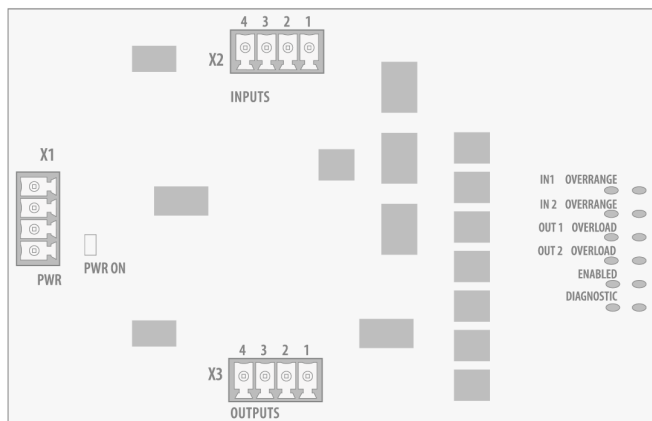 4 3 2 1
X2
INPUTS
X1
PWR
PWR ON
IN1 OVERRANGE
IN 2 OVERRANGE
OUT 1 OVERLOAD
OUT 2 OVERLOAD
ENABLED
DIAGNOSTIC
4 3 2 1
X3
OUTPUTS